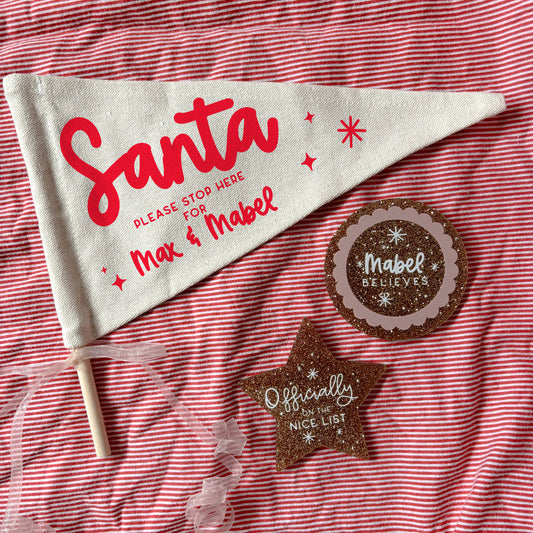 Santa
PLEASE STOP HERE
FOR
Max & Mabel
Mabel
BELIEVES
Officially
ON THE
NICE LIST